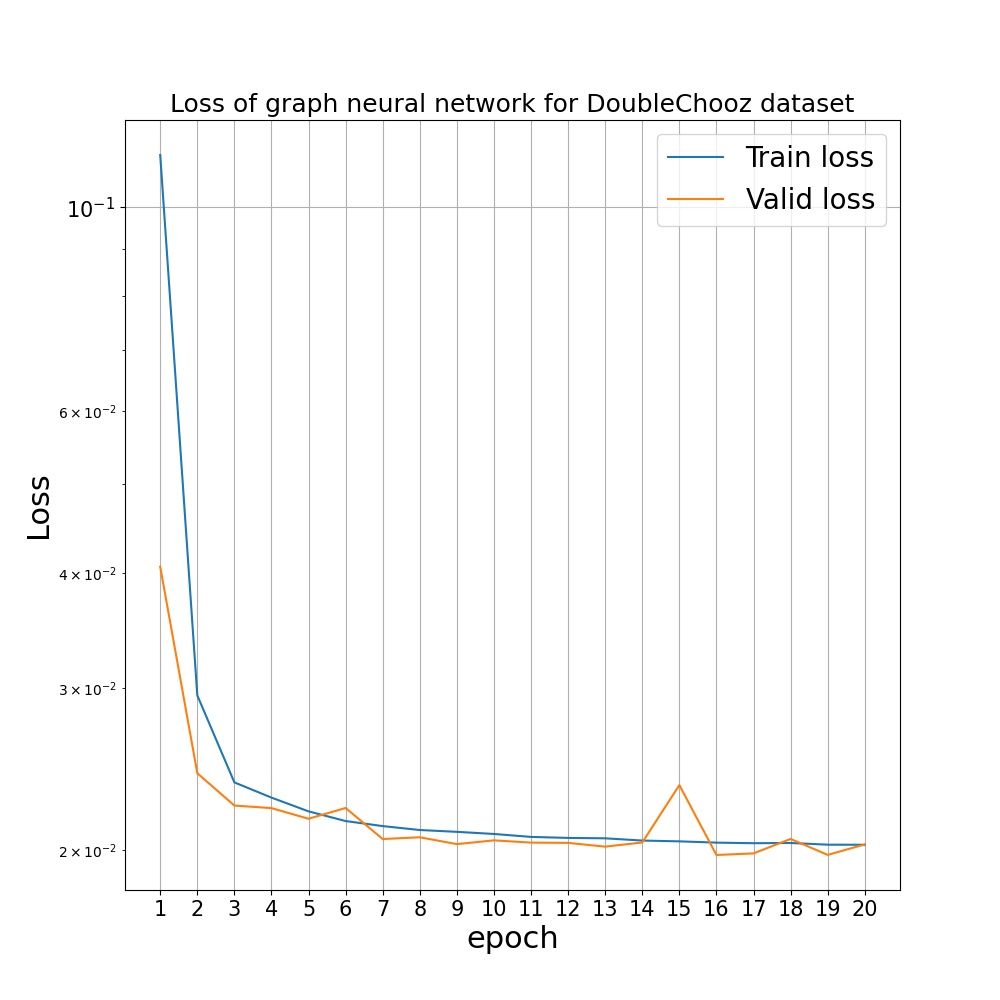 Loss of graph neural network for DoubleChooz dataset
Train loss
Valid loss
10⁻¹
6 × 10⁻²
4 × 10⁻²
3 × 10⁻²
2 × 10⁻²
Loss
1 2 3 4 5 6 7 8 9 10 11 12 13 14 15 16 17 18 19 20
epoch